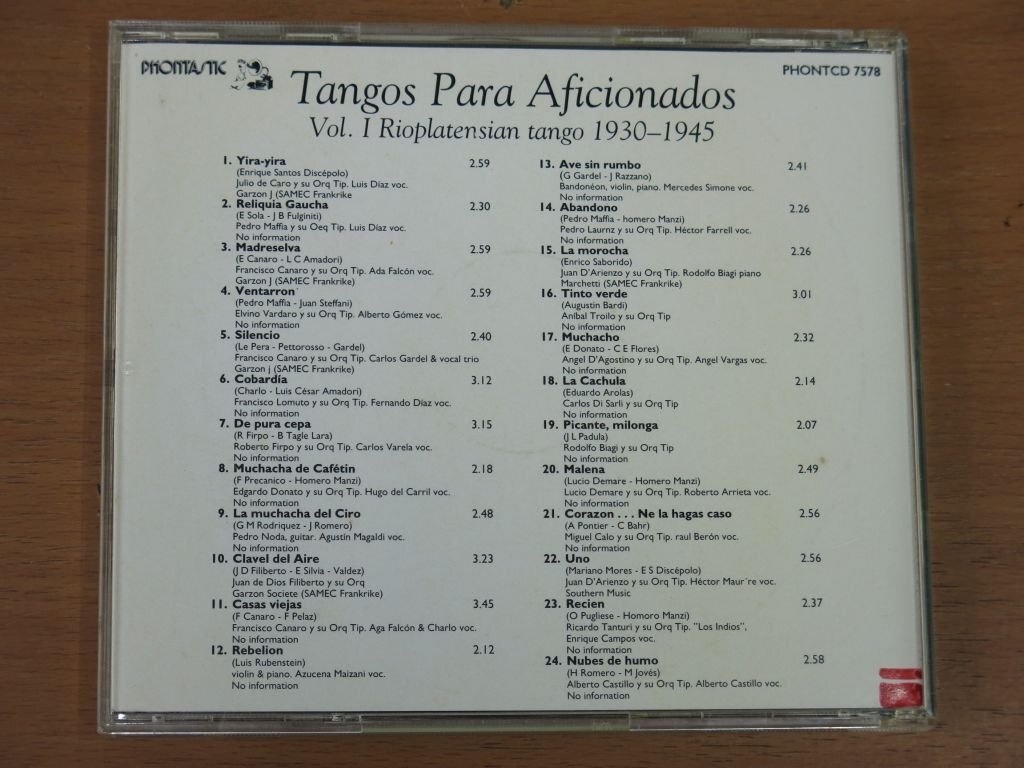 PHONTASTIC
PHONTCD 7578
Tangos Para Aficionados
Vol. I Rioplatensian tango 1930–1945
1. Yira-yira 2.59
(Enrique Santos Discépolo)
Julio de Caro y su Orq Tip. Luis Díaz voc.
Garzon J (SAMEC Frankrike
2. Reliquia Gaucha 2.30
(E Sola - J B Fulginiti)
Pedro Maffia y su Oeq Tip. Luis Díaz voc.
No information
3. Madreselva 2.59
(E Canaro - L C Amadori)
Francisco Canaro y su Orq Tip. Ada Falcón voc.
Garzon J (SAMEC Frankrike)
4. Ventarron´ 2.59
(Pedro Maffia - Juan Steffani)
Elvino Vardaro y su Orq Tip. Alberto Gómez voc.
No information
5. Silencio 2.40
(Le Pera - Pettorosso - Gardel)
Francisco Canaro y su Orq Tip. Carlos Gardel & vocal trio
Garzon j (SAMEC Frankrike)
6. Cobardía 3.12
(Charlo - Luis César Amadori)
Francisco Lomuto y su Orq Tip. Fernando Díaz voc.
No information
7. De pura cepa 3.15
(R Firpo - B Tagle Lara)
Roberto Firpo y su Orq Tip. Carlos Varela voc.
No information
8. Muchacha de Cafétin 2.18
(F Precanico - Homero Manzi)
Edgardo Donato y su Orq Tip. Hugo del Carril voc.
No information
9. La muchacha del Ciro 2.48
(G M Rodriquez - J Romero)
Pedro Noda, guitar. Agustín Magaldi voc.
No information
10. Clavel del Aire 3.23
(J D Filiberto - E Silvia - Valdez)
Juan de Dios Filiberto y su Orq
Garzon Societe (SAMEC Frankrike)
11. Casas viejas 3.45
(F Canaro - F Pelaz)
Francisco Canaro y su Orq Tip. Aga Falcón & Charlo voc.
No information
12. Rebelion 2.12
(Luis Rubenstein)
violin & piano. Azucena Maizani voc.
No information
13. Ave sin rumbo 2.41
(G Gardel - J Razzano)
Bandonéon, violin, piano. Mercedes Simone voc.
No information
14. Abandono 2.26
(Pedro Maffia - homero Manzi)
Pedro Laurnz y su Orq Tip. Héctor Farrell voc.
No information
15. La morocha 2.26
(Enrico Saborido)
Juan D'Arienzo y su Orq Tip. Rodolfo Biagi piano
Marchetti (SAMEC Frankrike)
16. Tinto verde 3.01
(Augustin Bardi)
Aníbal Troilo y su Orq Tip
No information
17. Muchacho 2.32
(E Donato - C E Flores)
Angel D'Agostino y su Orq Tip. Angel Vargas voc.
No information
18. La Cachula 2.14
(Eduardo Arolas)
Carlos Di Sarli y su Orq Tip
No information
19. Picante, milonga 2.07
(J L Padula)
Rodolfo Biagi y su Orq Tip
No information
20. Malena 2.49
(Lucio Demare - Homero Manzi)
Lucio Demare y su Orq Tip. Roberto Arrieta voc.
No information
21. Corazon . . . Ne la hagas caso 2.56
(A Pontier - C Bahr)
Miguel Calo y su Orq Tip. raul Berón voc.
No information
22. Uno 2.56
(Mariano Mores - E S Discépolo)
Juan D'Arienzo y su Orq Tip. Héctor Maur´re voc.
Southern Music
23. Recien 2.37
(O Pugliese - Homoro Manzi)
Ricardo Tanturi y su Orq Tip. "Los Indios",
Enrique Campos voc.
No information
24. Nubes de humo 2.58
(H Romero - M Jovés)
Alberto Castillo y su Orq Tip. Alberto Castillo voc.
No infornation